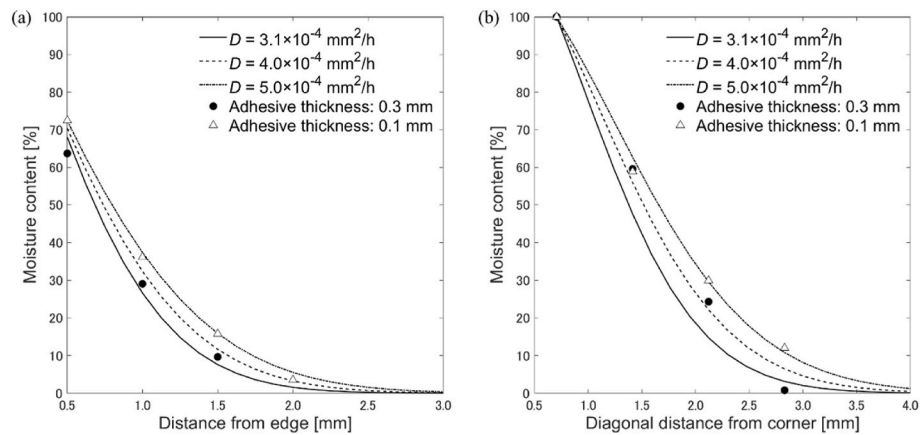 (a)
D = 3.1×10⁻⁴ mm²/h
D = 4.0×10⁻⁴ mm²/h
D = 5.0×10⁻⁴ mm²/h
Adhesive thickness: 0.3 mm
Adhesive thickness: 0.1 mm
Moisture content [%]
100
90
80
70
60
50
40
30
20
10
0
0.5 1.0 1.5 2.0 2.5 3.0
Distance from edge [mm]
(b)
D = 3.1×10⁻⁴ mm²/h
D = 4.0×10⁻⁴ mm²/h
D = 5.0×10⁻⁴ mm²/h
Adhesive thickness: 0.3 mm
Adhesive thickness: 0.1 mm
Moisture content [%]
100
90
80
70
60
50
40
30
20
10
0
0.5 1.0 1.5 2.0 2.5 3.0 3.5 4.0
Diagonal distance from corner [mm]